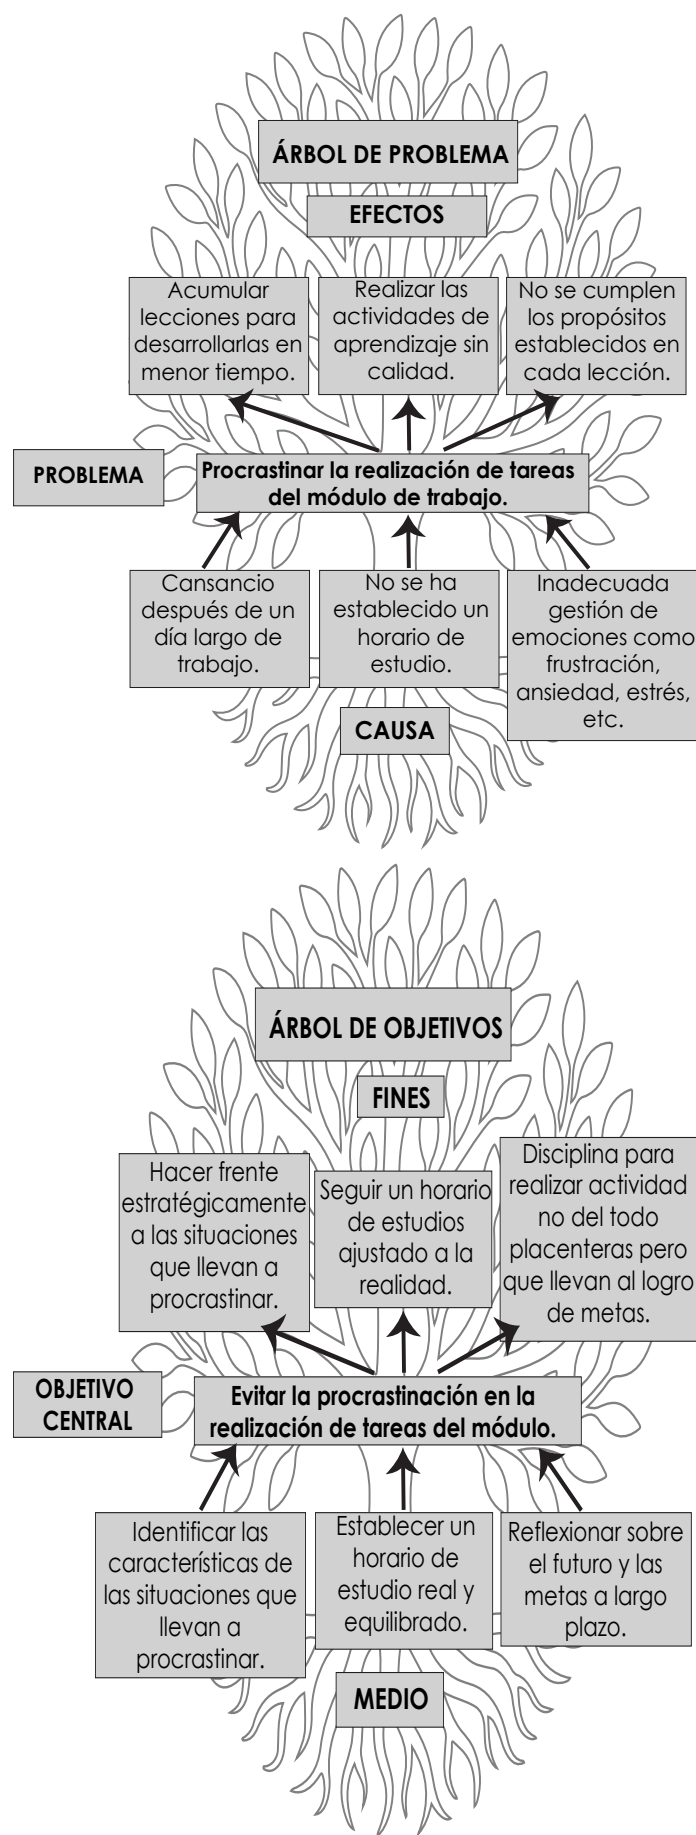 ÁRBOL DE PROBLEMA
EFECTOS
Acumular
lecciones para
desarrollarlas en
menor tiempo.
Realizar las
actividades de
aprendizaje sin
calidad.
No se cumplen
los propósitos
establecidos en
cada lección.
PROBLEMA
Procrastinar la realización de tareas
del módulo de trabajo.
Cansancio
después de un
día largo de
trabajo.
No se ha
establecido un
horario de
estudio.
Inadecuada
gestión de
emociones como
frustración,
ansiedad, estrés,
etc.
CAUSA
ÁRBOL DE OBJETIVOS
FINES
Hacer frente
estratégicamente
a las situaciones
que llevan a
procrastinar.
Seguir un horario
de estudios
ajustado a la
realidad.
Disciplina para
realizar actividad
no del todo
placenteras pero
que llevan al logro
de metas.
OBJETIVO
CENTRAL
Evitar la procrastinación en la
realización de tareas del módulo.
Identificar las
características de
las situaciones que
llevan a
procrastinar.
Establecer un
horario de
estudio real y
equilibrado.
Reflexionar sobre
el futuro y las
metas a largo
plazo.
MEDIO